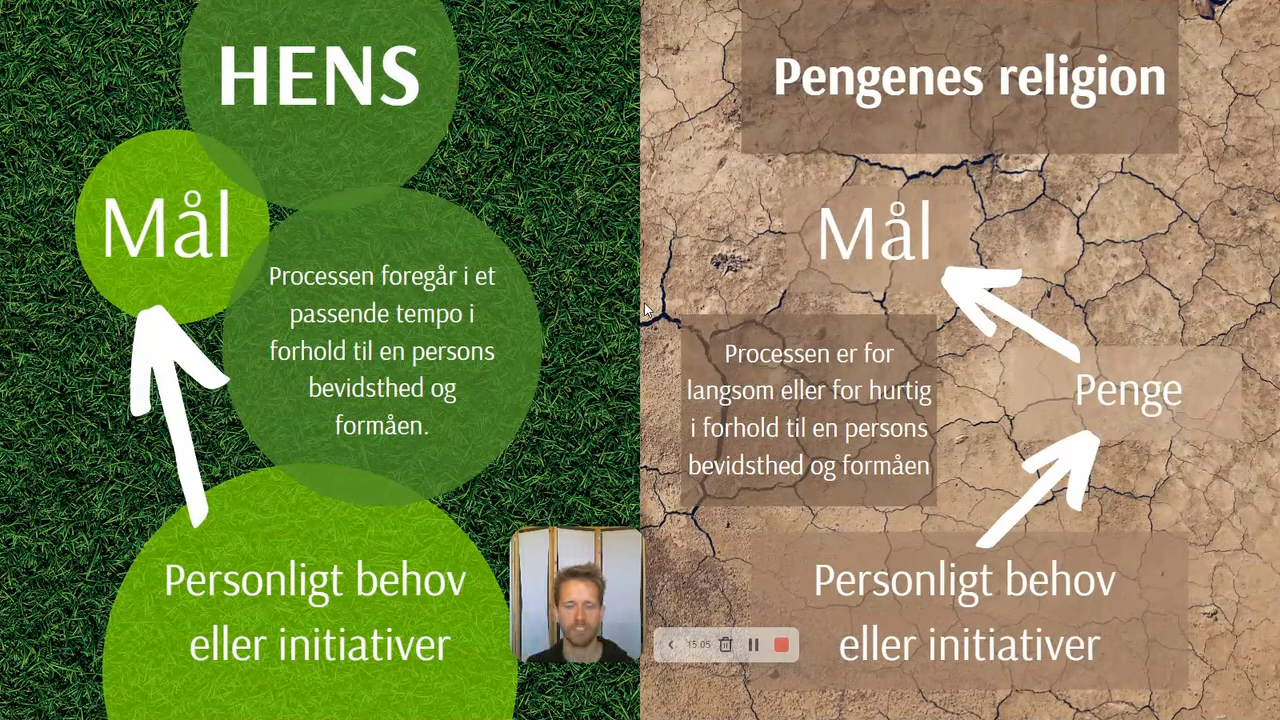 HENS
Mål
Processen foregår i et
passende tempo i
forhold til en persons
bevidsthed og
formåen.
Personligt behov
eller initiativer
Pengenes religion
Mål
Processen er for
langsom eller for hurtig
i forhold til en persons
bevidsthed og formåen
Penge
Personligt behov
eller initiativer
15:05